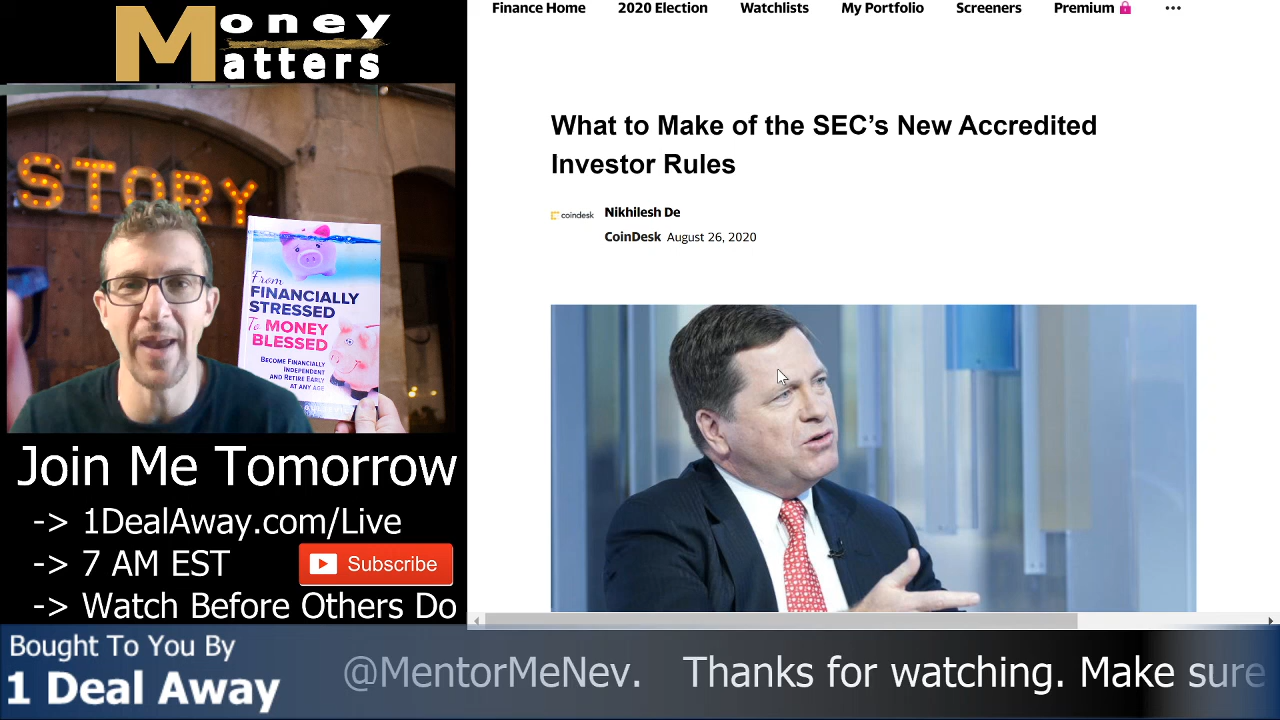 Money
Matters
STORY
From
FINANCIALLY
STRESSED
To MONEY
BLESSED
BECOME FINANCIALLY
INDEPENDENT
AND RETIRE EARLY
AT ANY AGE
Join Me Tomorrow
-> 1DealAway.com/Live
-> 7 AM EST
Subscribe
-> Watch Before Others Do
Finance Home 2020 Election Watchlists My Portfolio Screeners Premium ...
What to Make of the SEC’s New Accredited
Investor Rules
coindesk
Nikhilesh De
CoinDesk August 26, 2020
Bought To You By
1 Deal Away
@MentorMeNev. Thanks for watching. Make sure